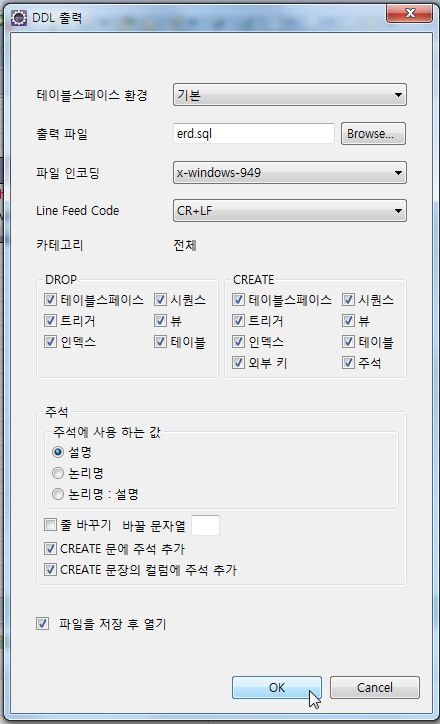 DDL 출력
테이블스페이스 환경 기본
출력 파일 erd.sql Browse...
파일 인코딩 x-windows-949
Line Feed Code CR+LF
카테고리 전체
DROP
테이블스페이스 시퀀스
트리거 뷰
인덱스 테이블
CREATE
테이블스페이스 시퀀스
트리거 뷰
인덱스 테이블
외부 키 주석
주석
주석에 사용 하는 값
설명
논리명
논리명 : 설명
줄 바꾸기 바꿀 문자열
CREATE 문에 주석 추가
CREATE 문장의 컬럼에 주석 추가
파일을 저장 후 열기
OK Cancel